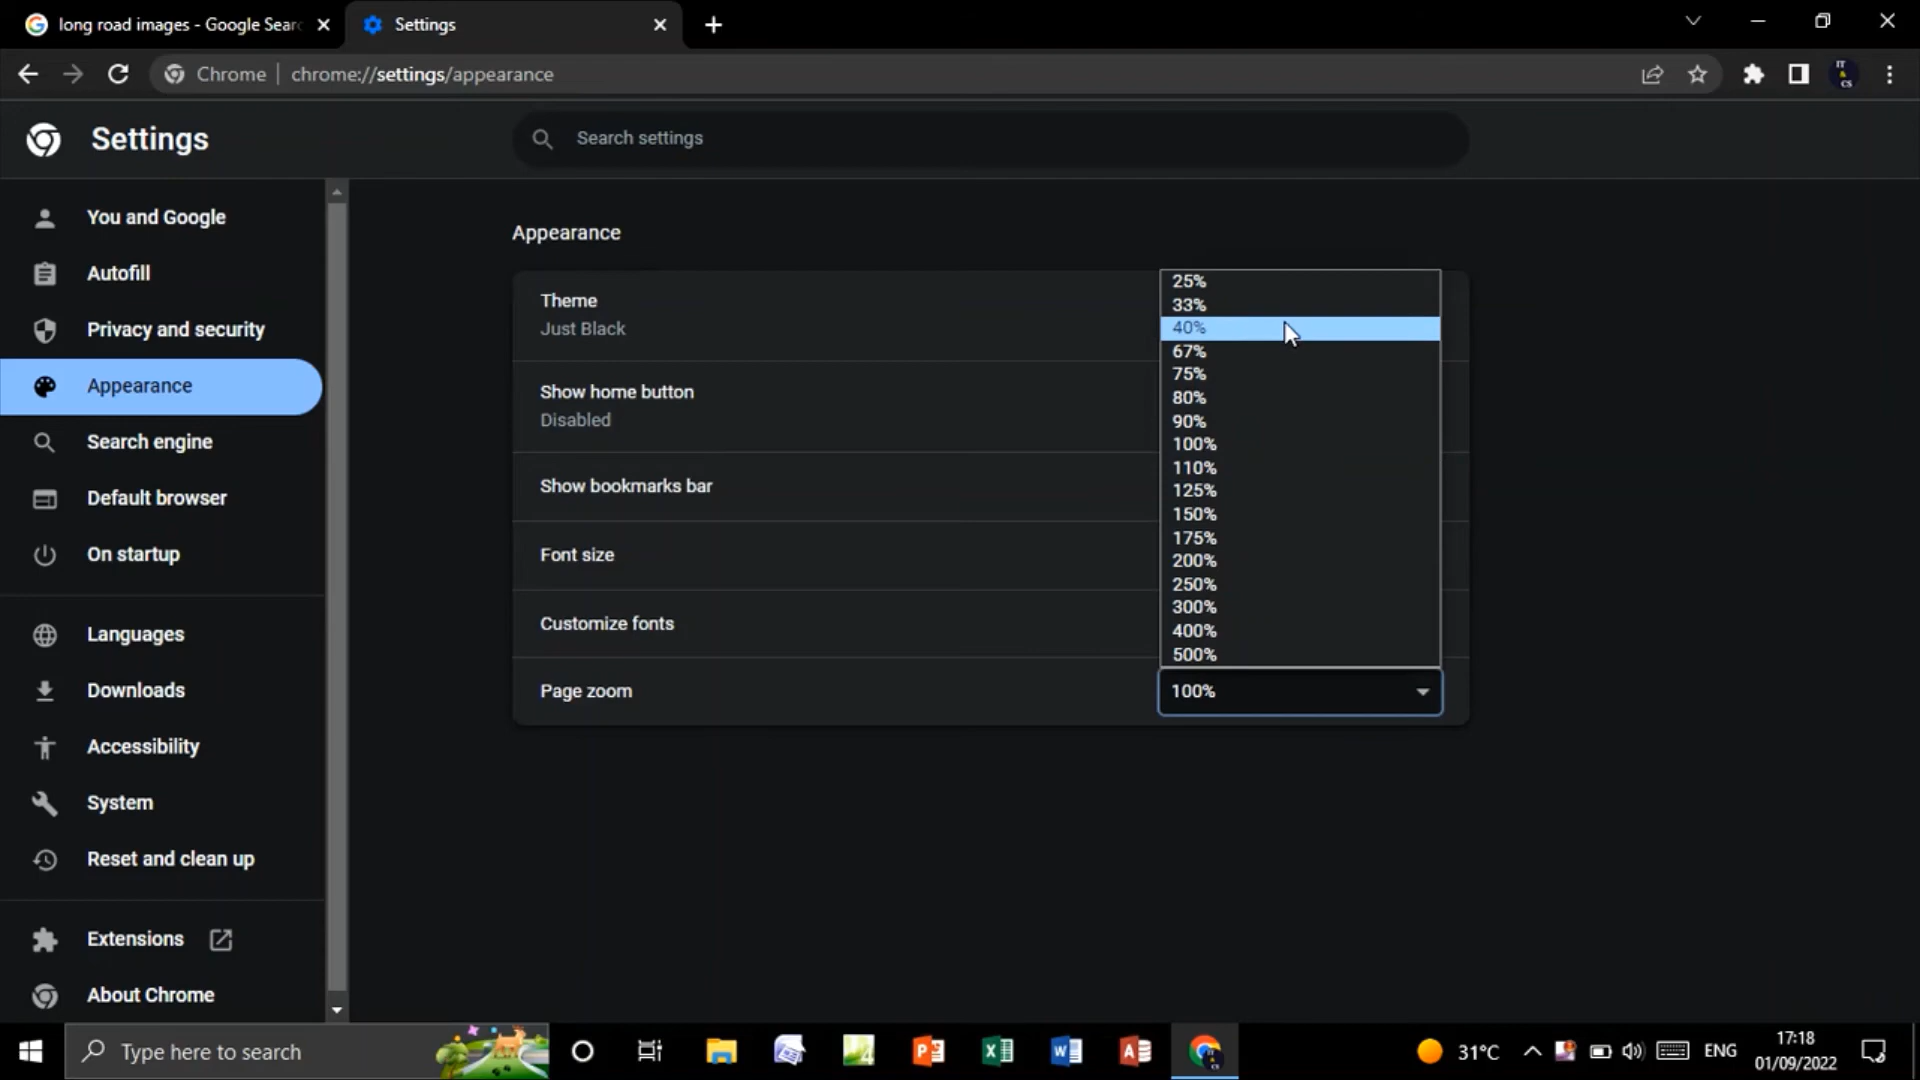 long road images - Google Sear
Settings
Chrome
chrome://settings/appearance
IT
&
CS
Settings
Search settings
You and Google
Autofill
Privacy and security
Appearance
Search engine
Default browser
On startup
Languages
Downloads
Accessibility
System
Reset and clean up
Extensions
About Chrome
Appearance
Theme
Just Black
Show home button
Disabled
Show bookmarks bar
Font size
Customize fonts
Page zoom
25%
33%
40%
67%
75%
80%
90%
100%
110%
125%
150%
175%
200%
250%
300%
400%
500%
100%
Type here to search
31°C
ENG
17:18
01/09/2022